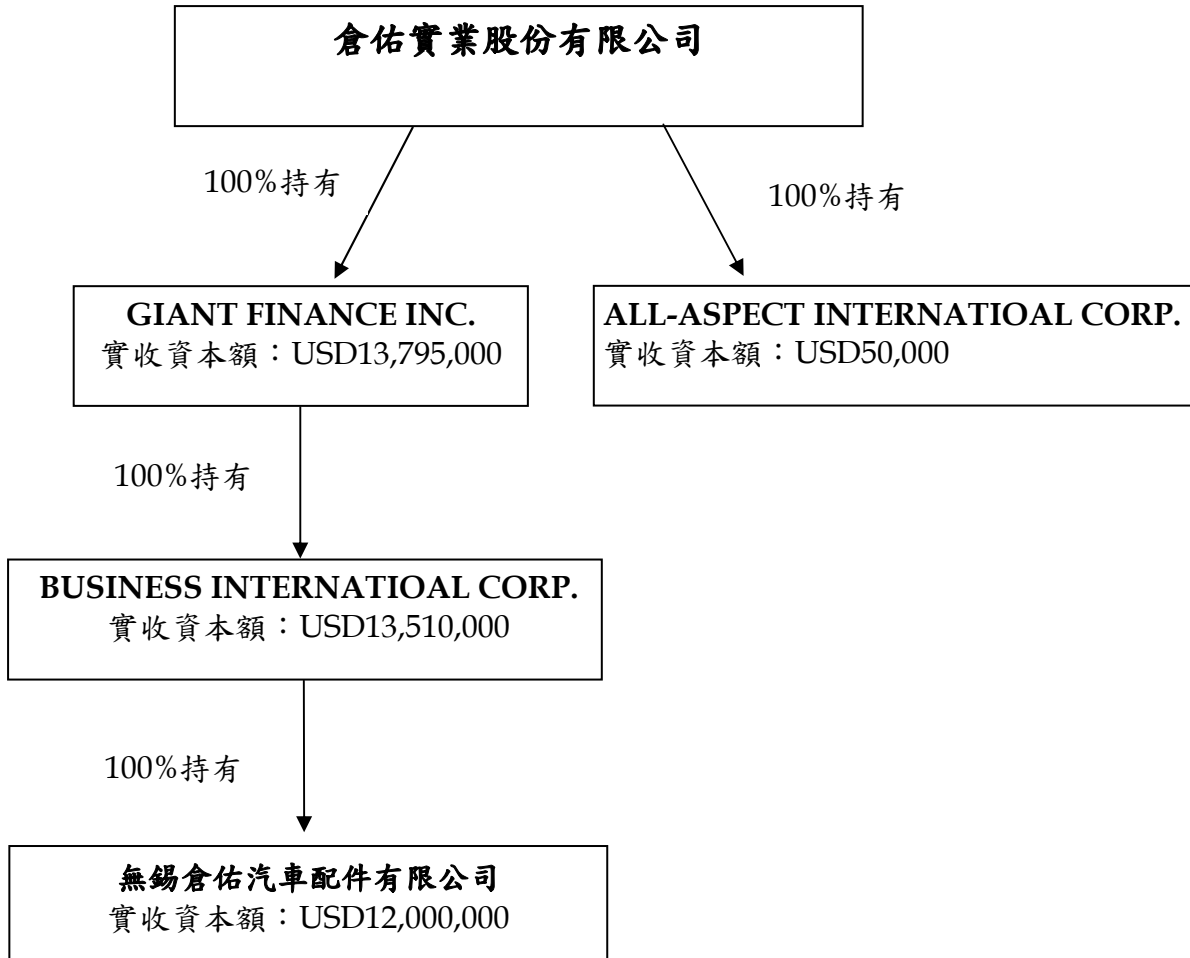 倉佑實業股份有限公司
100%持有
100%持有
GIANT FINANCE INC.
實收資本額：USD13,795,000
ALL-ASPECT INTERNATIOAL CORP.
實收資本額：USD50,000
100%持有
BUSINESS INTERNATIOAL CORP.
實收資本額：USD13,510,000
100%持有
無錫倉佑汽車配件有限公司
實收資本額：USD12,000,000